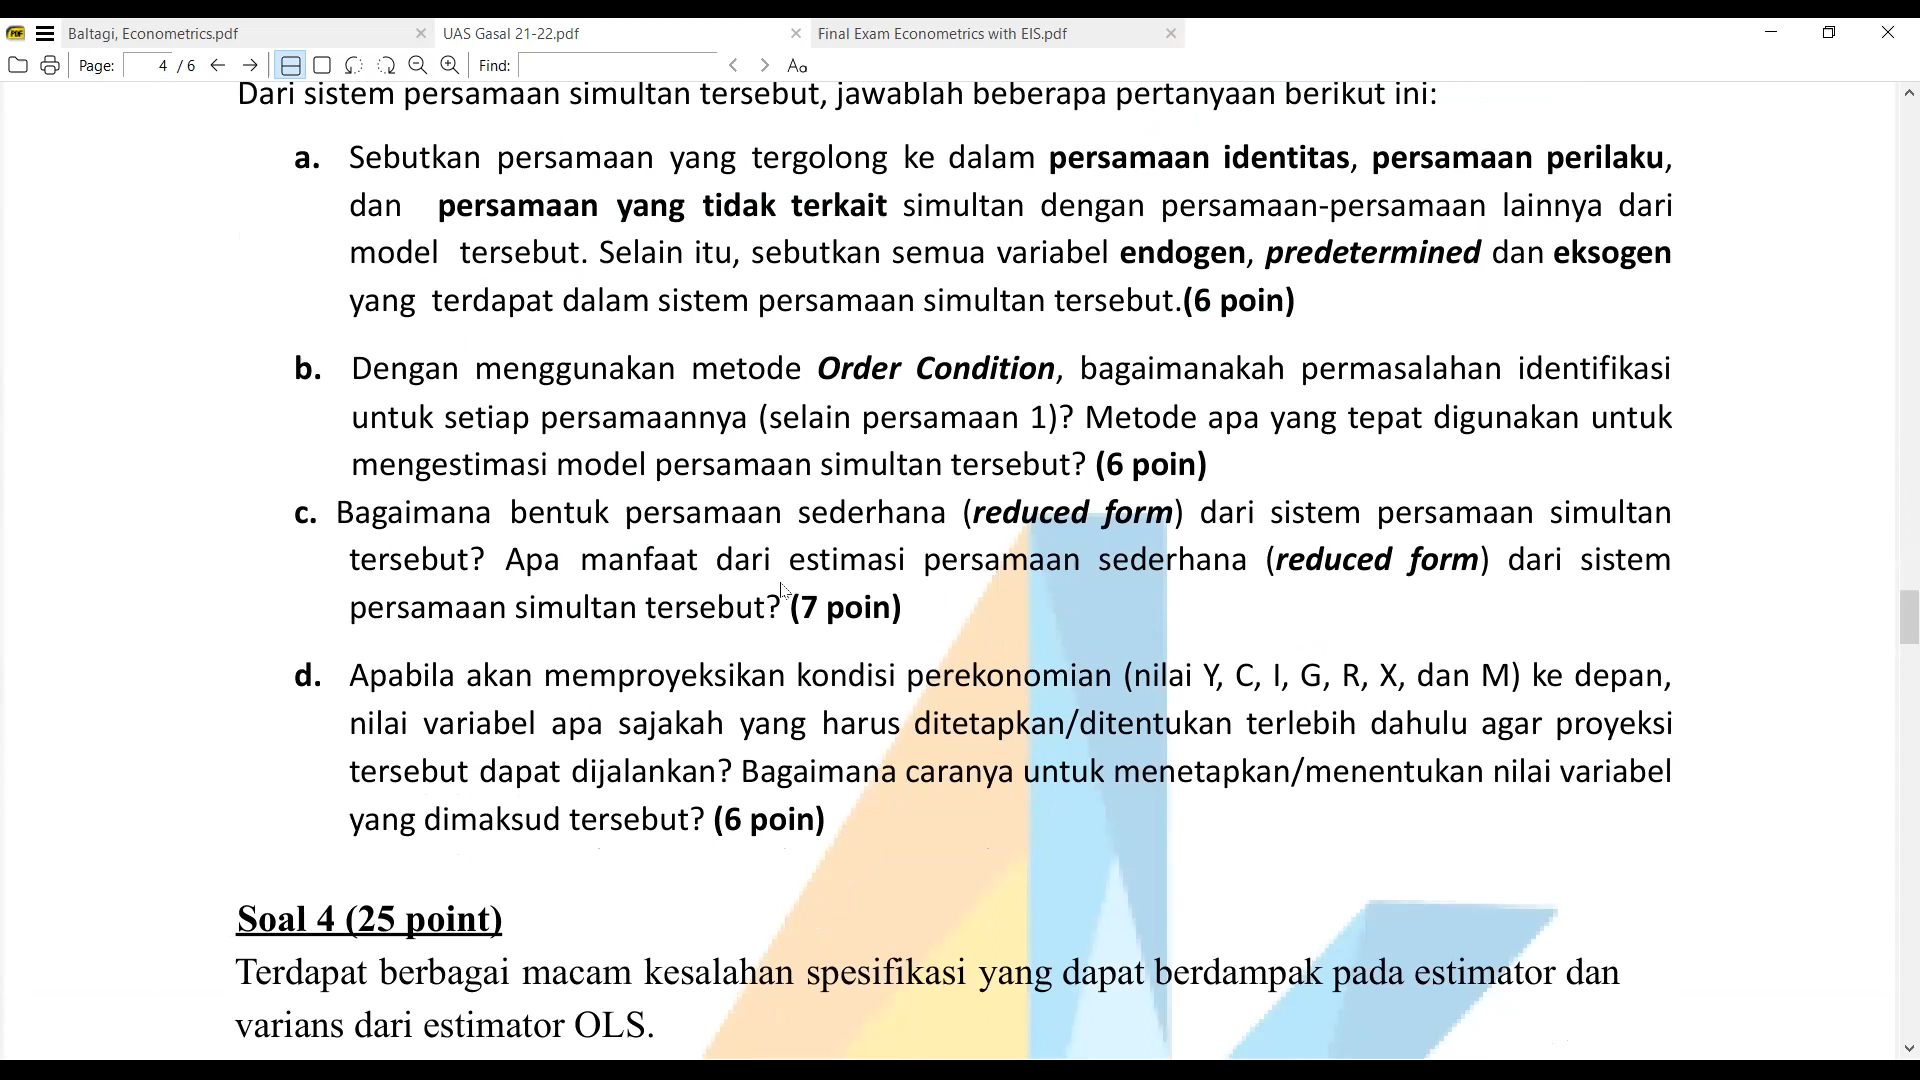 Baltagi, Econometrics.pdf
UAS Gasal 21-22.pdf
Final Exam Econometrics with EIS.pdf
Page: 4 / 6 Find: Aa
Dari sistem persamaan simultan tersebut, jawablah beberapa pertanyaan berikut ini:
a. Sebutkan persamaan yang tergolong ke dalam persamaan identitas, persamaan perilaku,
dan persamaan yang tidak terkait simultan dengan persamaan-persamaan lainnya dari
model tersebut. Selain itu, sebutkan semua variabel endogen, predetermined dan eksogen
yang terdapat dalam sistem persamaan simultan tersebut.(6 poin)
b. Dengan menggunakan metode Order Condition, bagaimanakah permasalahan identifikasi
untuk setiap persamaannya (selain persamaan 1)? Metode apa yang tepat digunakan untuk
mengestimasi model persamaan simultan tersebut? (6 poin)
c. Bagaimana bentuk persamaan sederhana (reduced form) dari sistem persamaan simultan
tersebut? Apa manfaat dari estimasi persamaan sederhana (reduced form) dari sistem
persamaan simultan tersebut? (7 poin)
d. Apabila akan memproyeksikan kondisi perekonomian (nilai Y, C, I, G, R, X, dan M) ke depan,
nilai variabel apa sajakah yang harus ditetapkan/ditentukan terlebih dahulu agar proyeksi
tersebut dapat dijalankan? Bagaimana caranya untuk menetapkan/menentukan nilai variabel
yang dimaksud tersebut? (6 poin)
Soal 4 (25 point)
Terdapat berbagai macam kesalahan spesifikasi yang dapat berdampak pada estimator dan
varians dari estimator OLS.